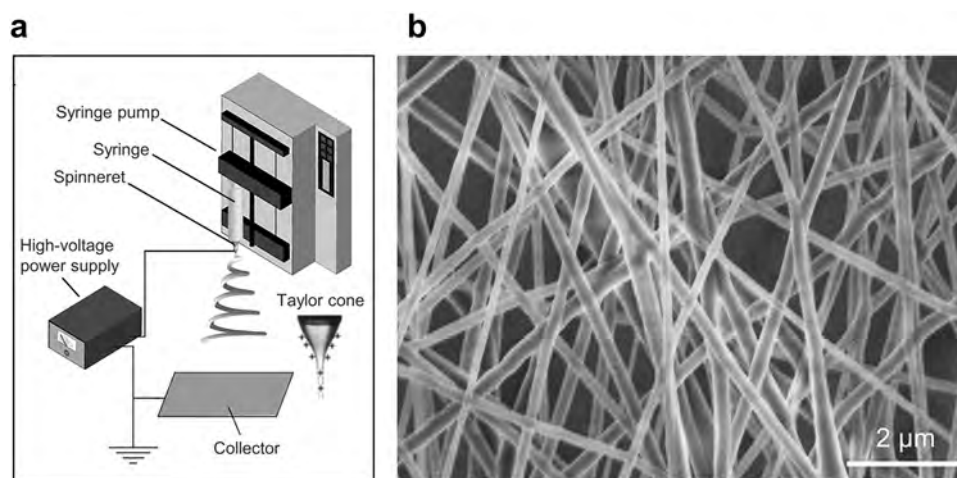 a
b
Syringe pump
Syringe
Spinneret
High-voltage
power supply
Taylor cone
Collector
2 μm